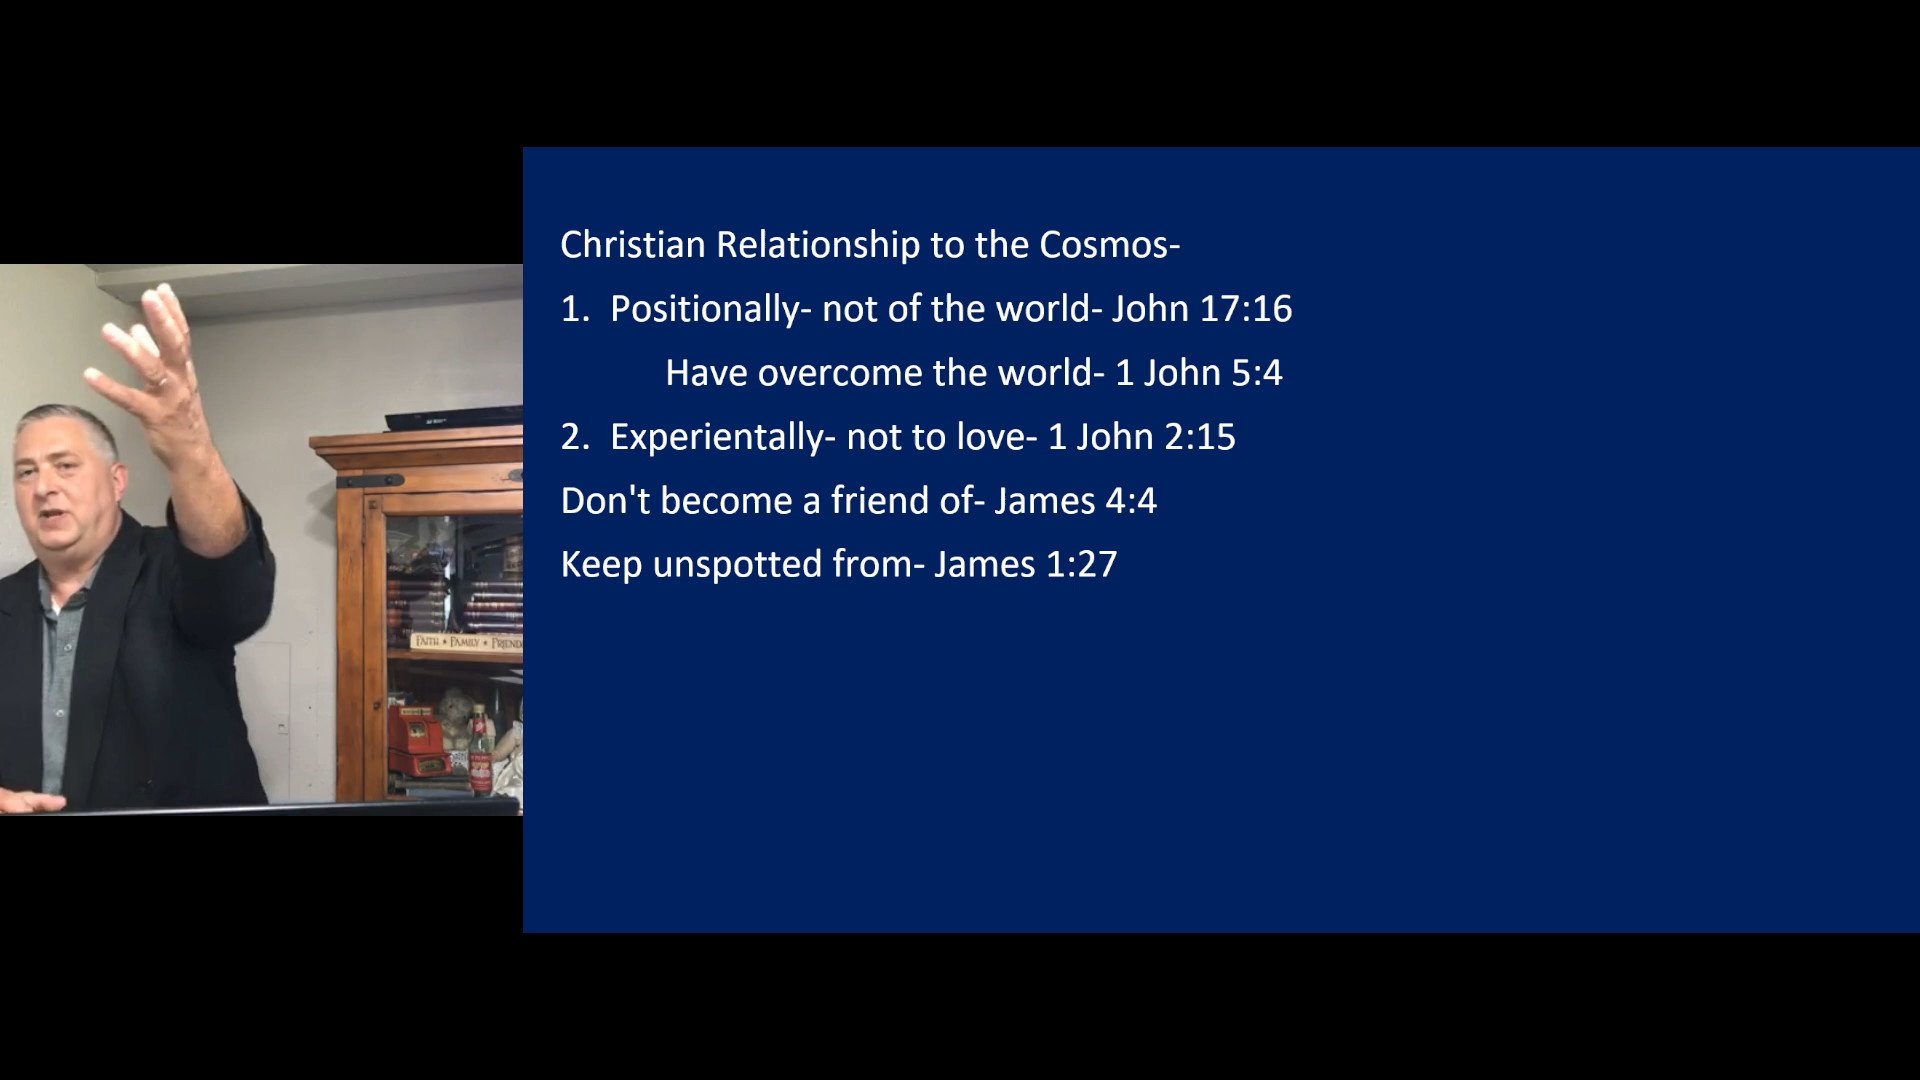 Christian Relationship to the Cosmos-
1. Positionally- not of the world- John 17:16
Have overcome the world- 1 John 5:4
2. Experientally- not to love- 1 John 2:15
Don't become a friend of- James 4:4
Keep unspotted from- James 1:27
FAITH ★ FAMILY ★ FRIEND